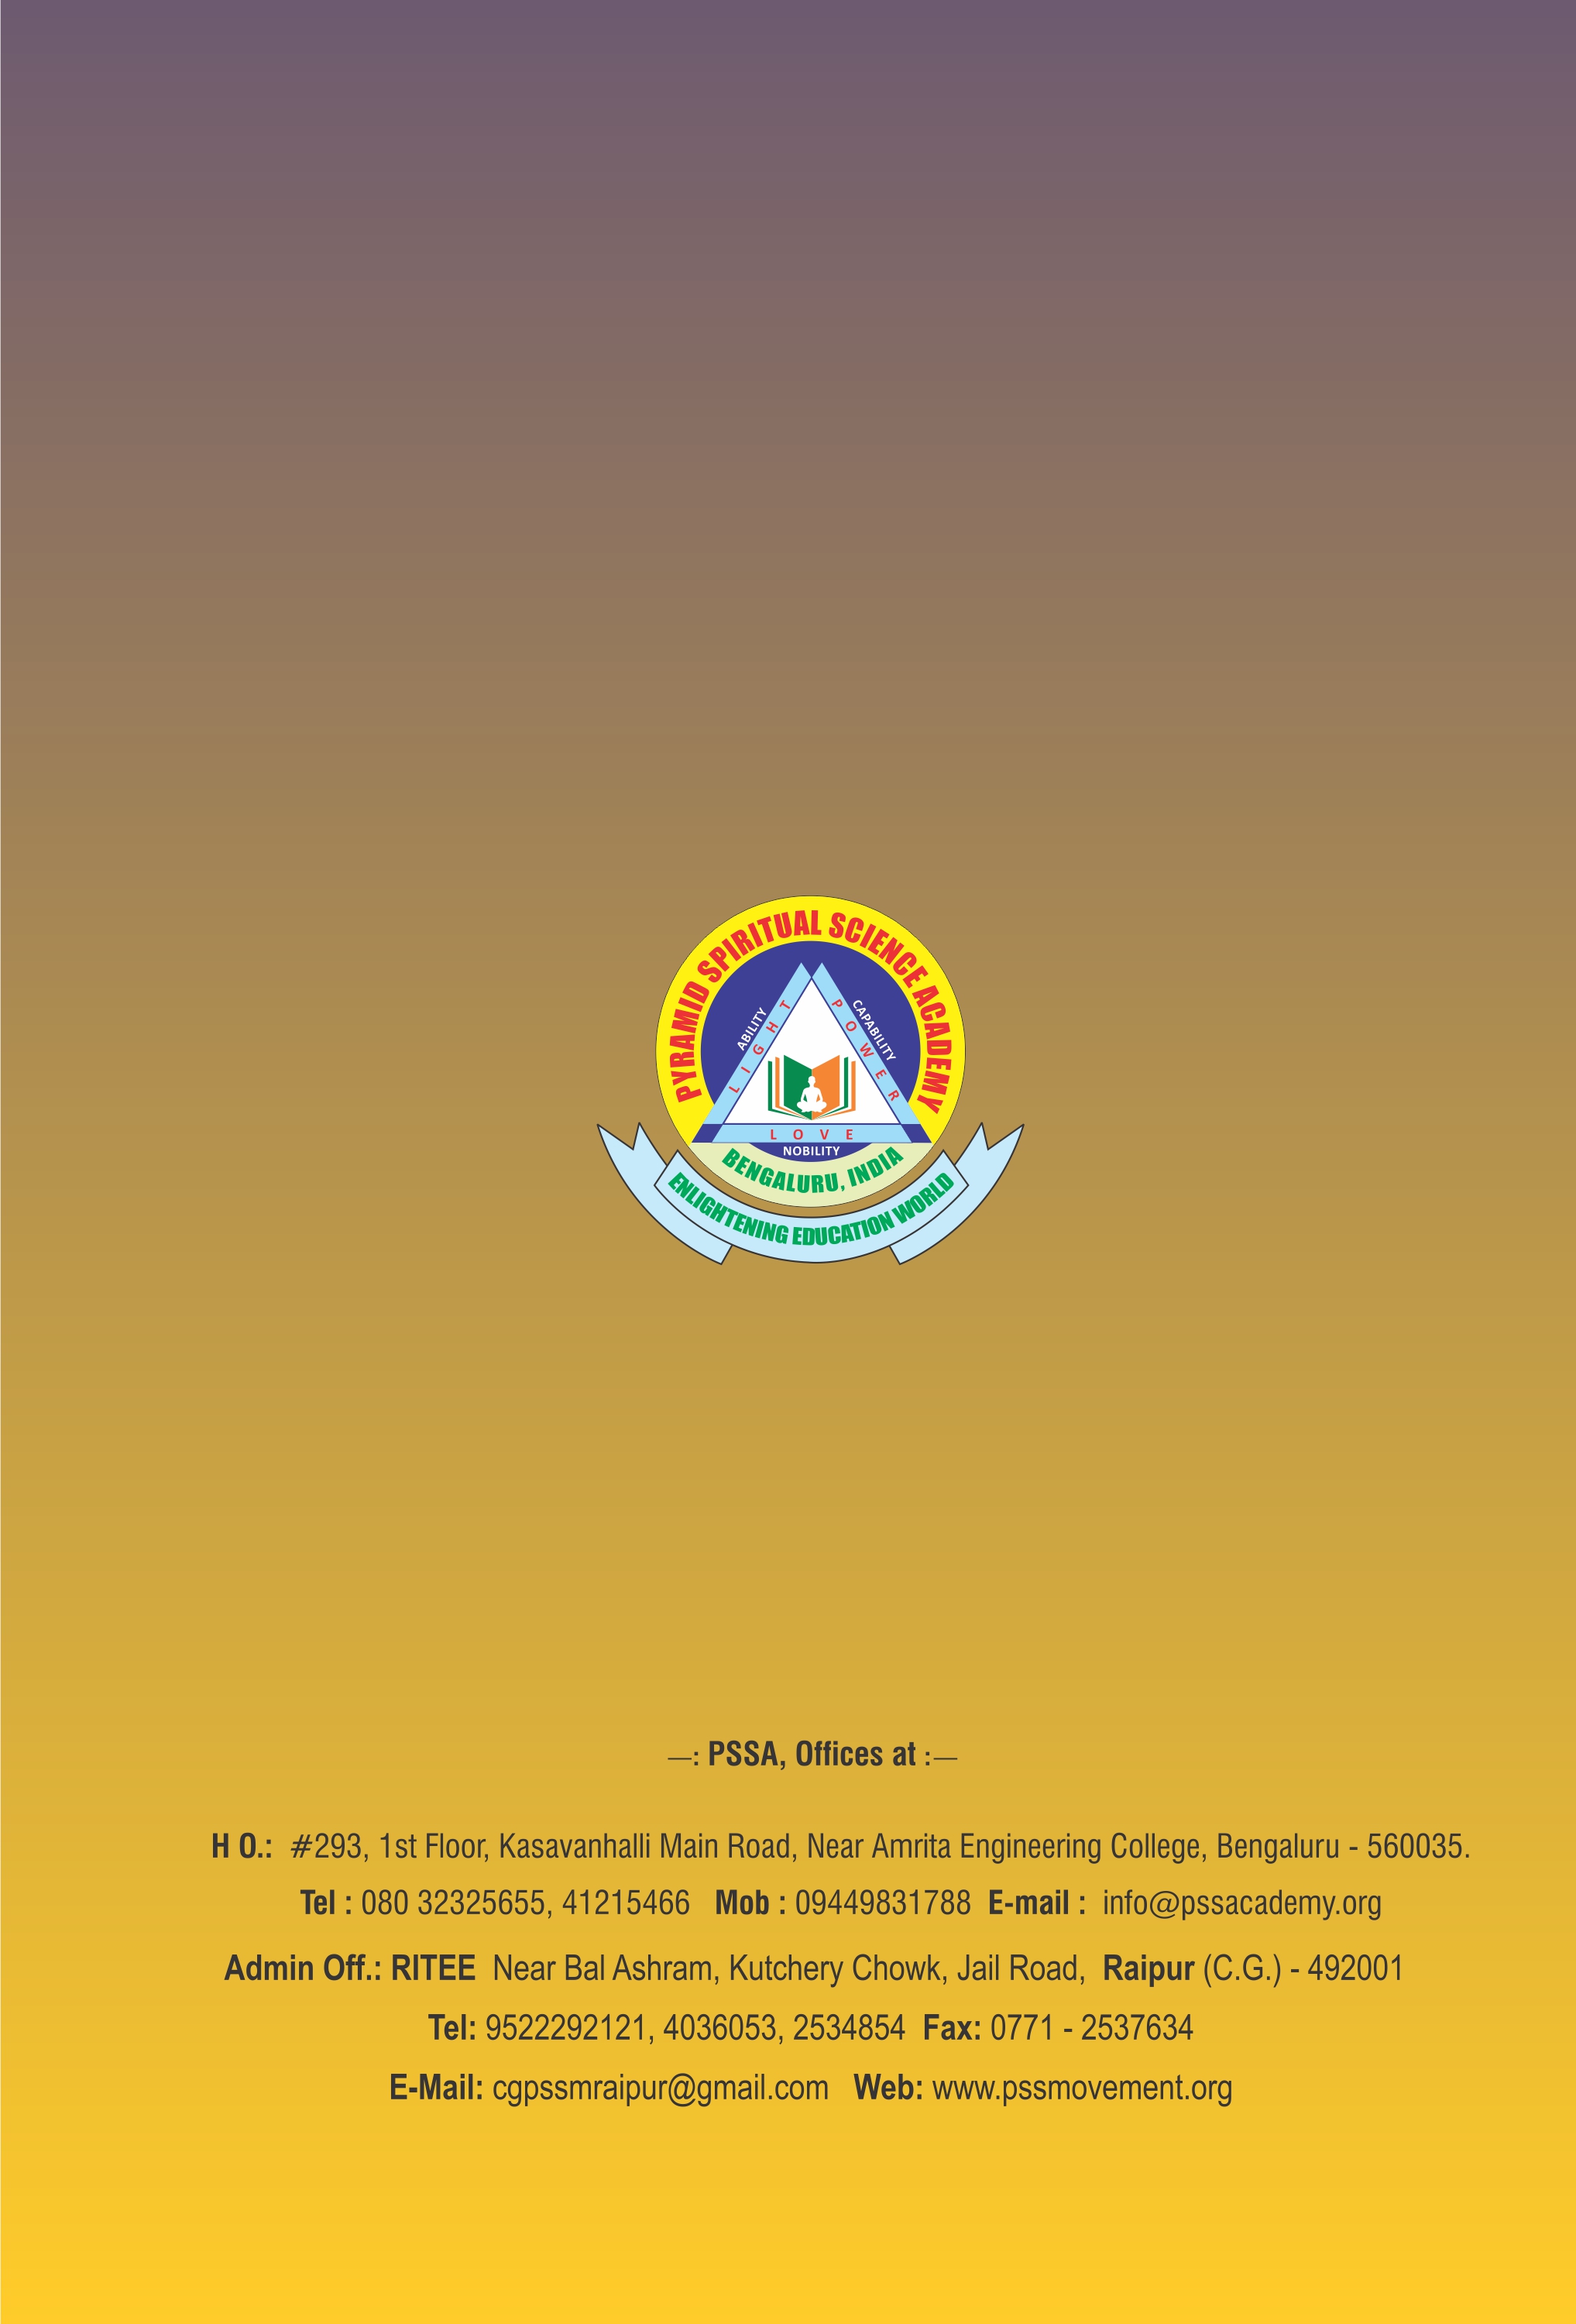 PYRAMID SPIRITUAL SCIENCE ACADEMY
ABILITY
CAPABILITY
LIGHT
POWER
LOVE
NOBILITY
BENGALURU, INDIA
ENLIGHTENING EDUCATION WORLD
—: PSSA, Offices at :—
H O.: #293, 1st Floor, Kasavanhalli Main Road, Near Amrita Engineering College, Bengaluru - 560035.
Tel : 080 32325655, 41215466 Mob : 09449831788 E-mail : info@pssacademy.org
Admin Off.: RITEE Near Bal Ashram, Kutchery Chowk, Jail Road, Raipur (C.G.) - 492001
Tel: 9522292121, 4036053, 2534854 Fax: 0771 - 2537634
E-Mail: cgpssmraipur@gmail.com Web: www.pssmovement.org